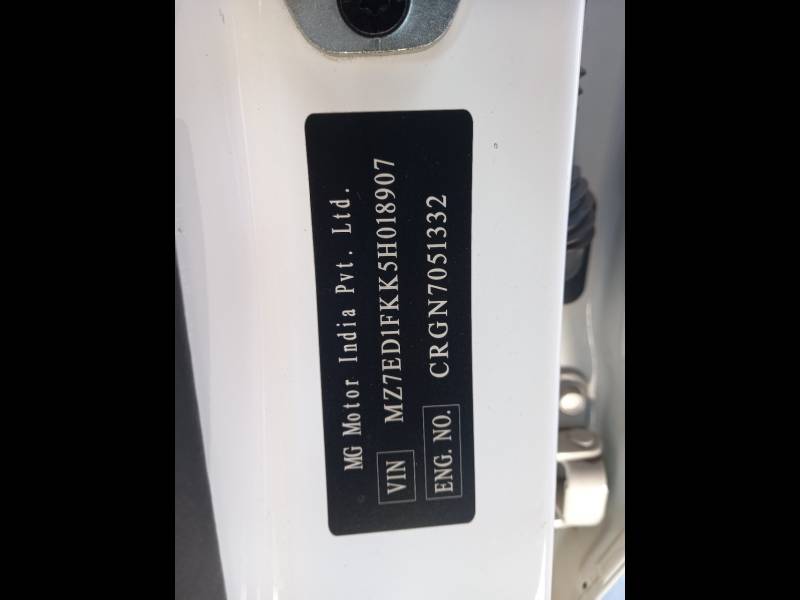 MG Motor India Pvt. Ltd.
VIN MZ7ED1FKK5H018907
ENG. NO. CRGN7051332